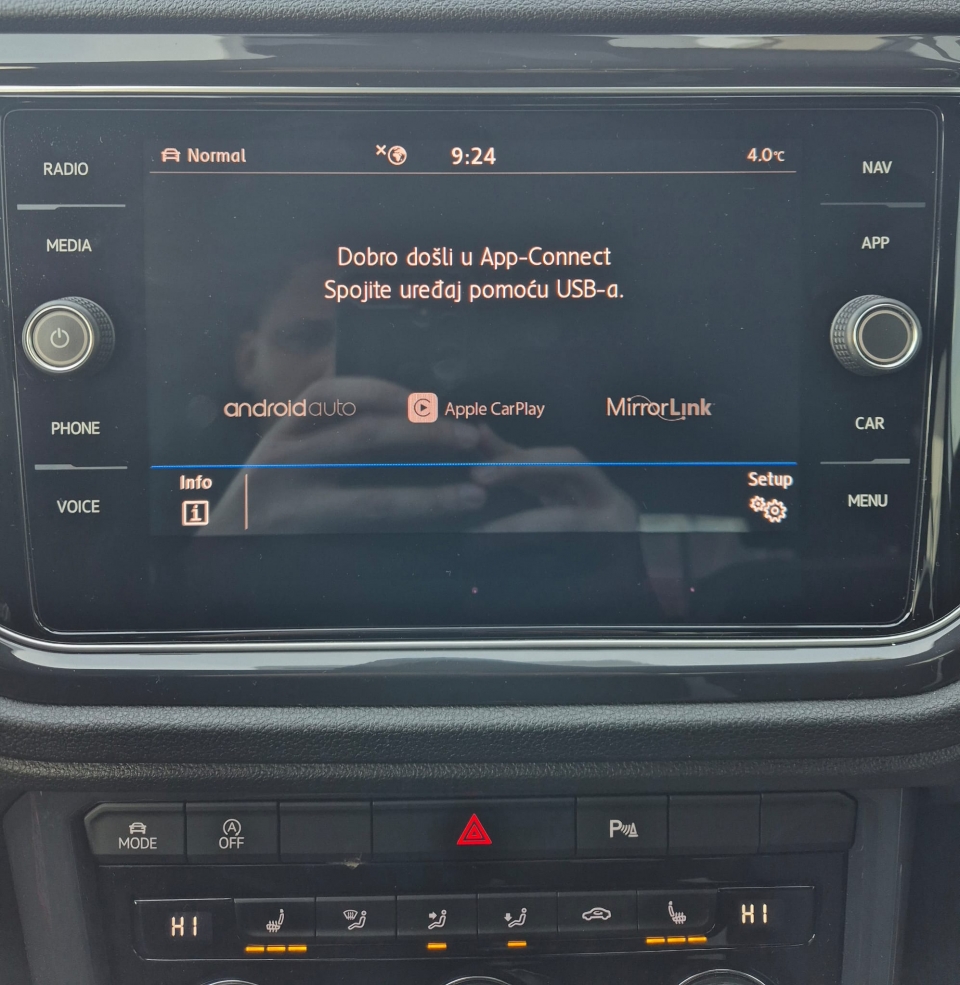 RADIO
MEDIA
PHONE
VOICE
Normal
9:24
4.0°C
Dobro došli u App-Connect
Spojite uređaj pomoću USB-a.
androidauto
Apple CarPlay
MirrorLink
Info
i
Setup
NAV
APP
CAR
MENU
MODE
A
OFF
P
HI
HI